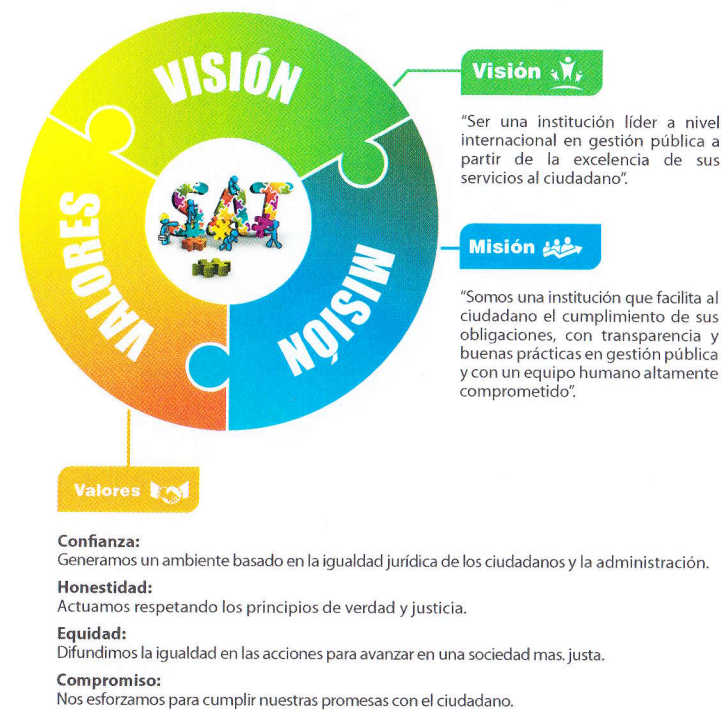 VISIÓN
VALORES
SAT
MISIÓN
Visión
"Ser una institución líder a nivel
internacional en gestión pública a
partir de la excelencia de sus
servicios al ciudadano".
Misión
"Somos una institución que facilita al
ciudadano el cumplimiento de sus
obligaciones, con transparencia y
buenas prácticas en gestión pública
y con un equipo humano altamente
comprometido".
Valores
Confianza:
Generamos un ambiente basado en la igualdad jurídica de los ciudadanos y la administración.
Honestidad:
Actuamos respetando los principios de verdad y justicia.
Equidad:
Difundimos la igualdad en las acciones para avanzar en una sociedad mas. justa.
Compromiso:
Nos esforzamos para cumplir nuestras promesas con el ciudadano.